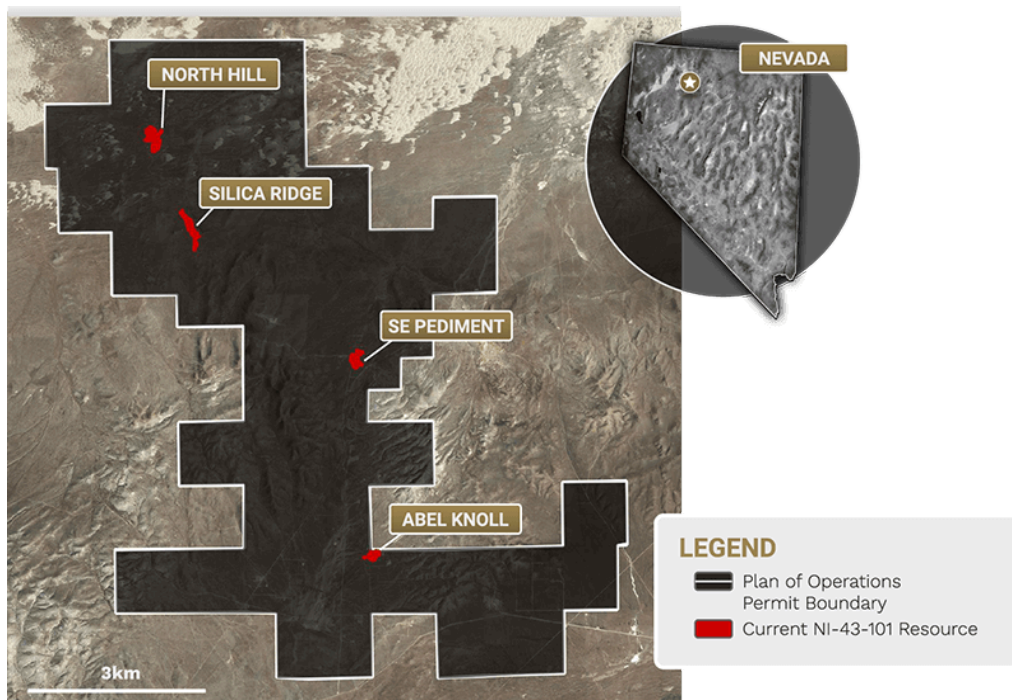 NORTH HILL
NEVADA
SILICA RIDGE
SE PEDIMENT
ABEL KNOLL
LEGEND
Plan of Operations
Permit Boundary
Current NI-43-101 Resource
3km